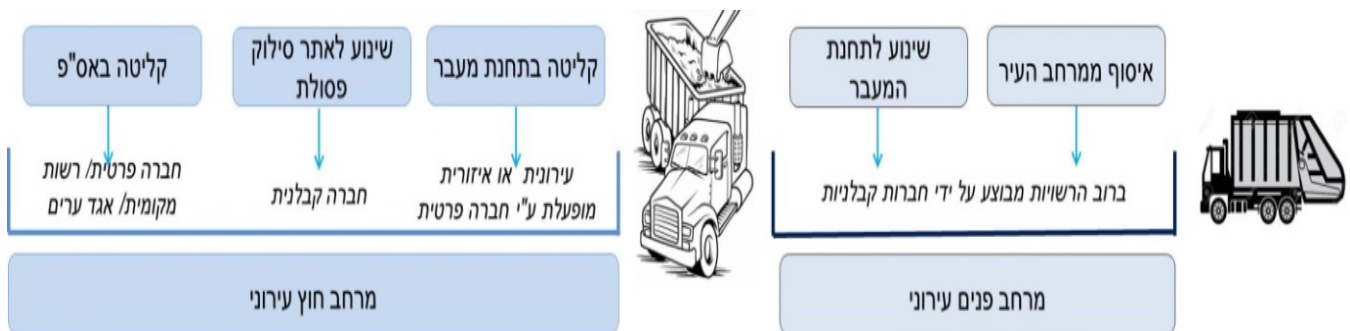 איסוף ממרחב העיר
שינוע לתחנת
המעבר
ברוב הרשויות מבוצע על ידי חברות קבלניות
מרחב פנים עירוני
קליטה בתחנת מעבר
שינוע לאתר סילוק
פסולת
קליטה באס"פ
עירונית או איזורית
מופעלת ע"י חברה פרטית
חברה קבלנית
חברה פרטית/ רשות
מקומית/ אגד ערים
מרחב חוץ עירוני